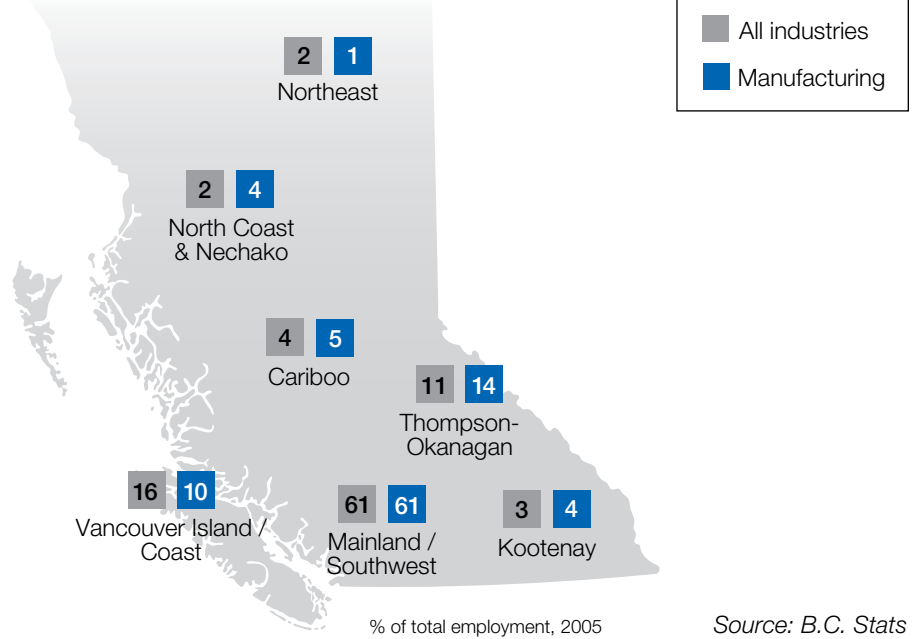 All industries
Manufacturing
2 1
Northeast
2 4
North Coast
& Nechako
4 5
Cariboo
11 14
Thompson-
Okanagan
16 10
Vancouver Island /
Coast
61 61
Mainland /
Southwest
3 4
Kootenay
% of total employment, 2005
Source: B.C. Stats